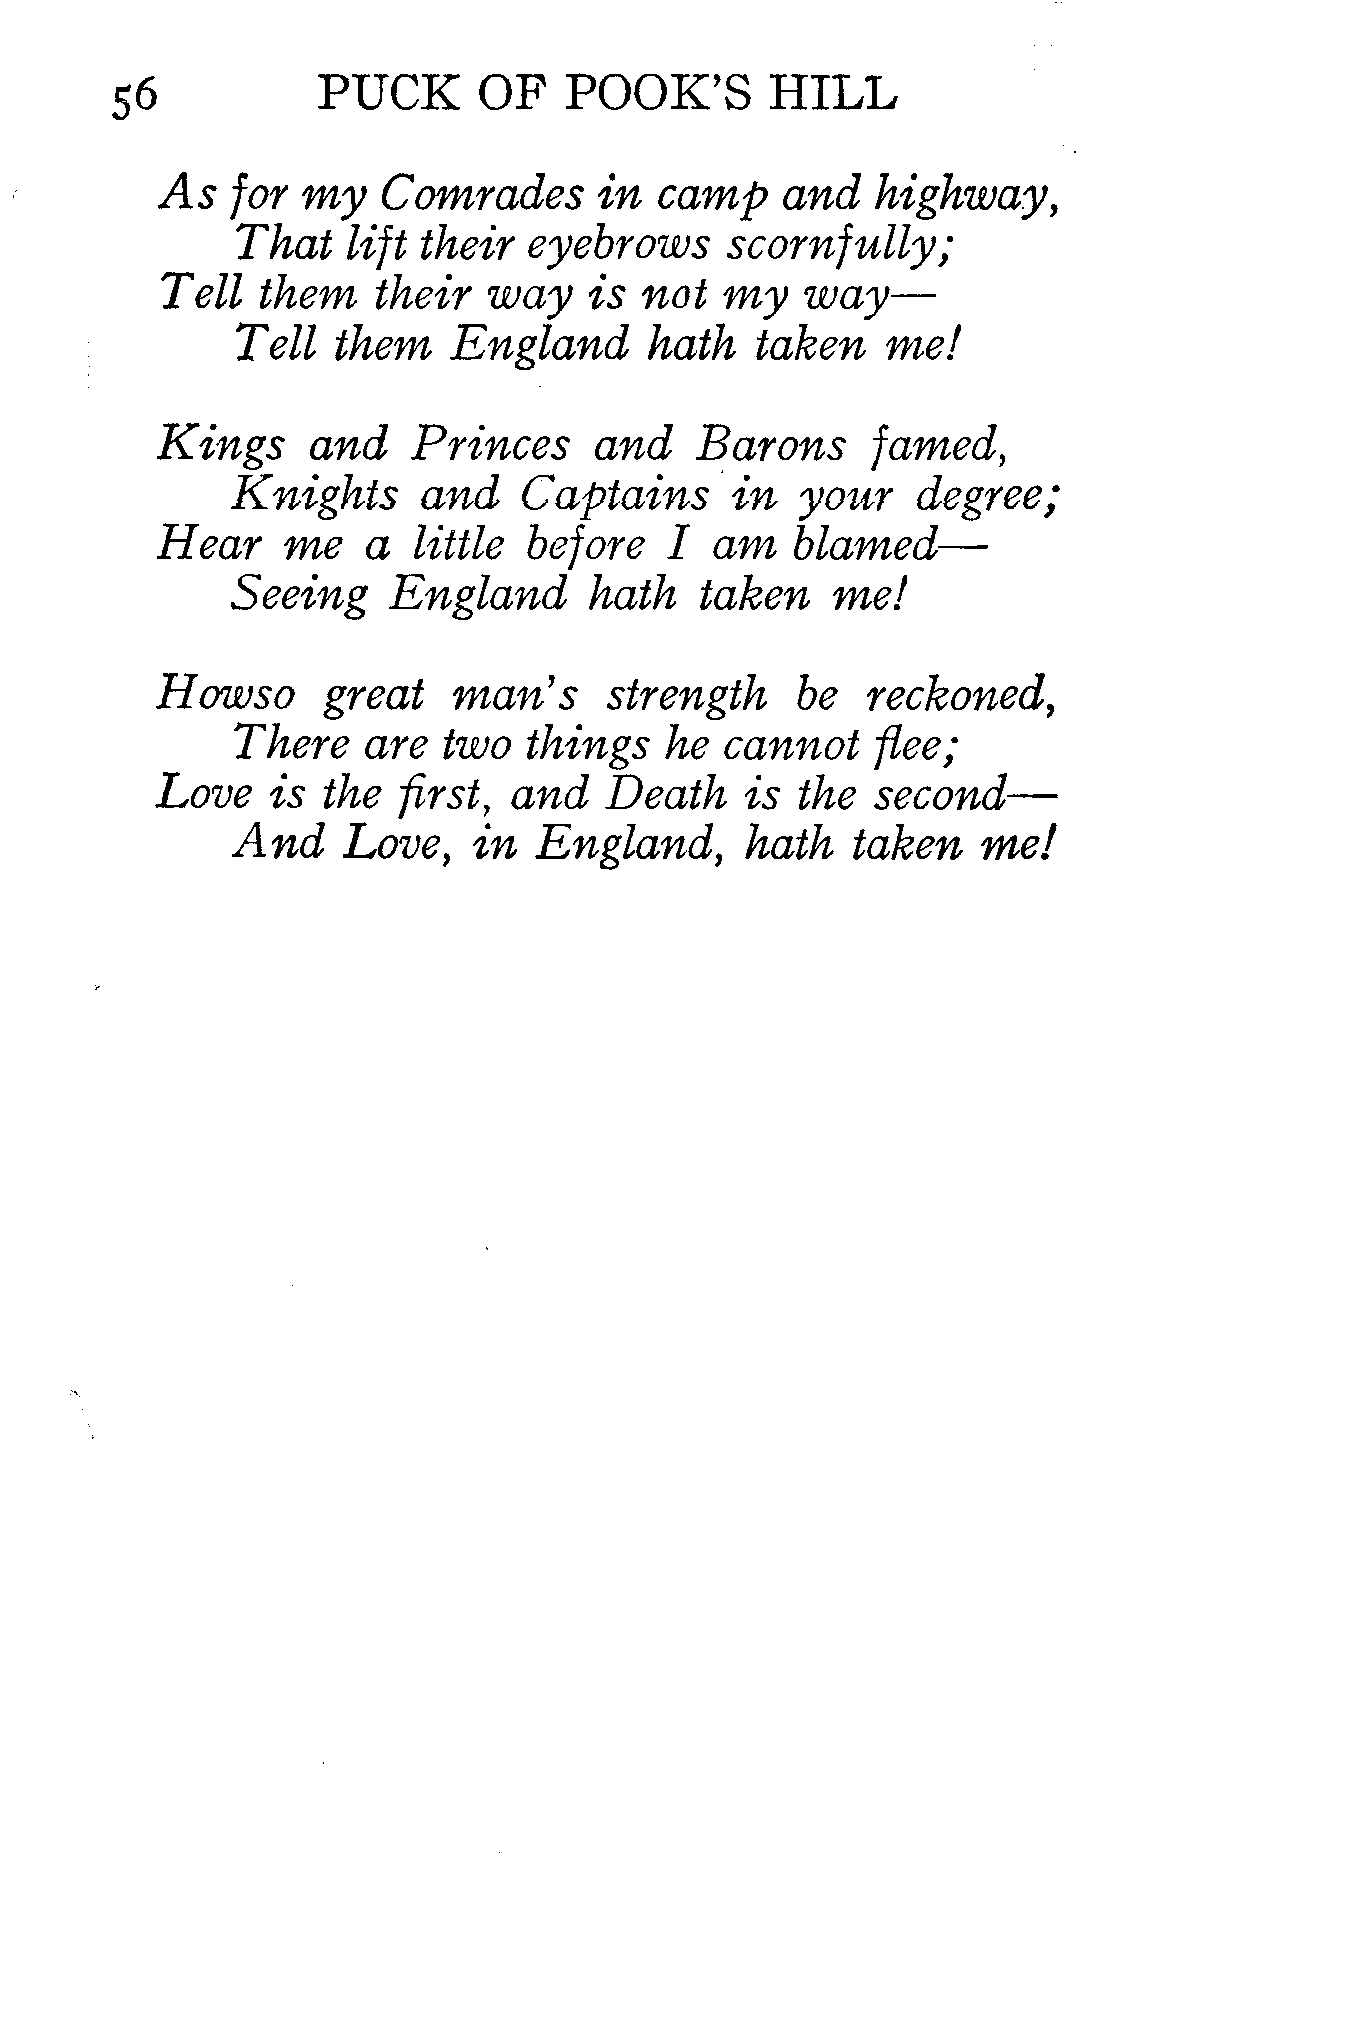 56 PUCK OF POOK'S HILL
As for my Comrades in camp and highway,
That lift their eyebrows scornfully;
Tell them their way is not my way—
Tell them England hath taken me!
Kings and Princes and Barons famed,
Knights and Captains in your degree;
Hear me a little before I am blamed—
Seeing England hath taken me!
Howso great man's strength be reckoned,
There are two things he cannot flee;
Love is the first, and Death is the second—
And Love, in England, hath taken me!